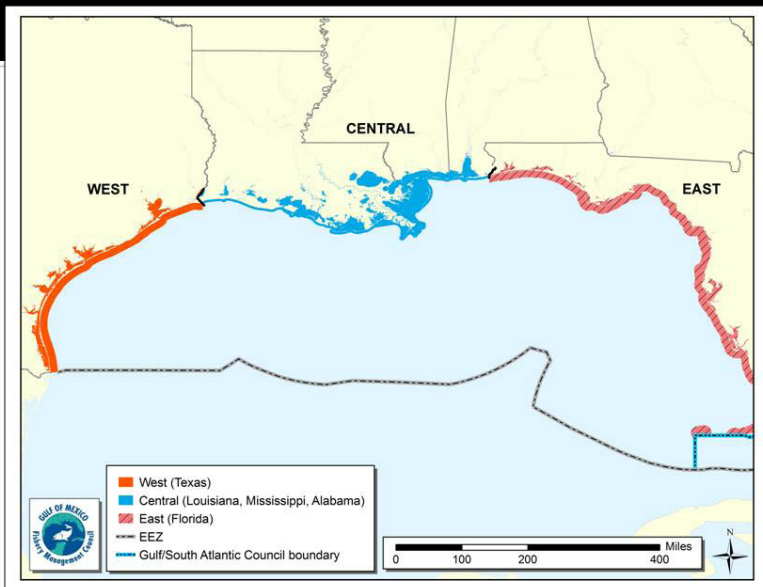 CENTRAL
WEST
EAST
West (Texas)
Central (Louisiana, Mississippi, Alabama)
East (Florida)
EEZ
Gulf/South Atlantic Council boundary
GULF OF MEXICO
Fishery Management Council
Miles
0 100 200 400
N